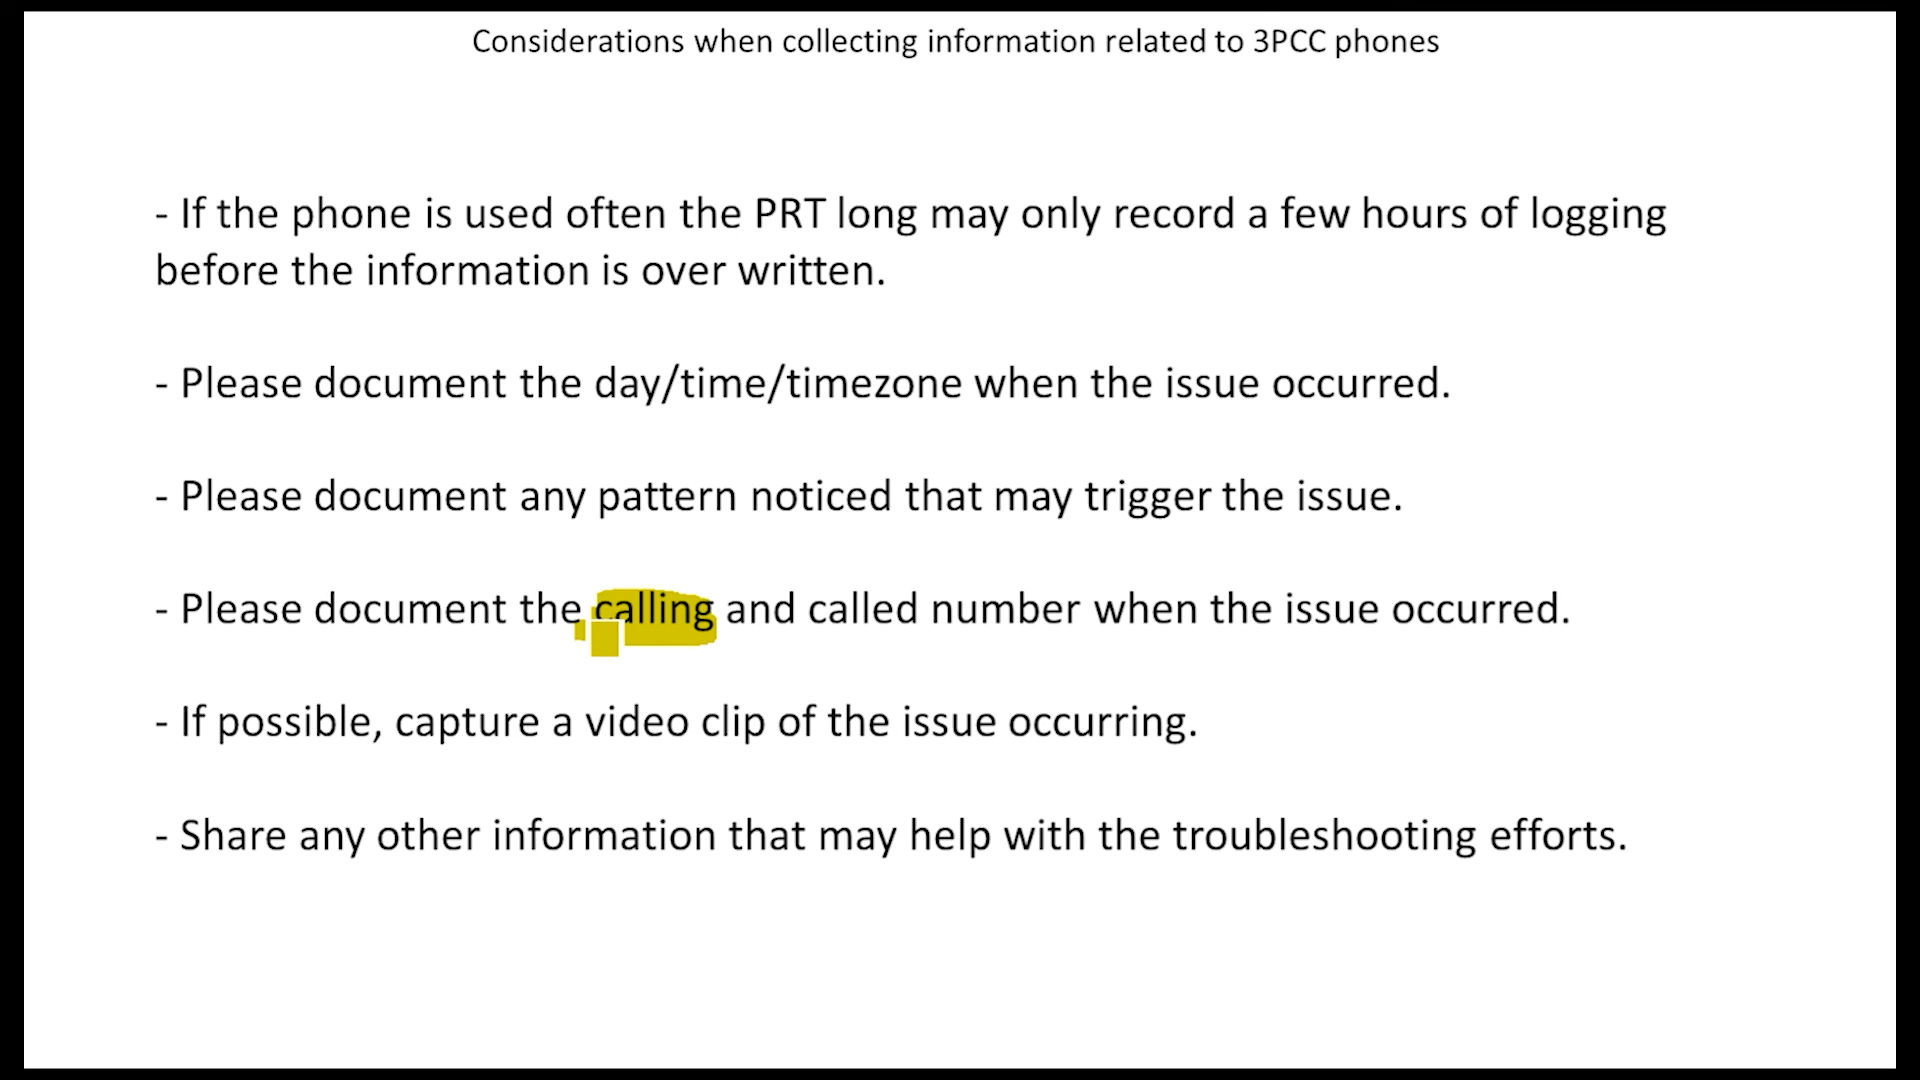 Considerations when collecting information related to 3PCC phones
- If the phone is used often the PRT long may only record a few hours of logging
before the information is over written.
- Please document the day/time/timezone when the issue occurred.
- Please document any pattern noticed that may trigger the issue.
- Please document the calling and called number when the issue occurred.
- If possible, capture a video clip of the issue occurring.
- Share any other information that may help with the troubleshooting efforts.